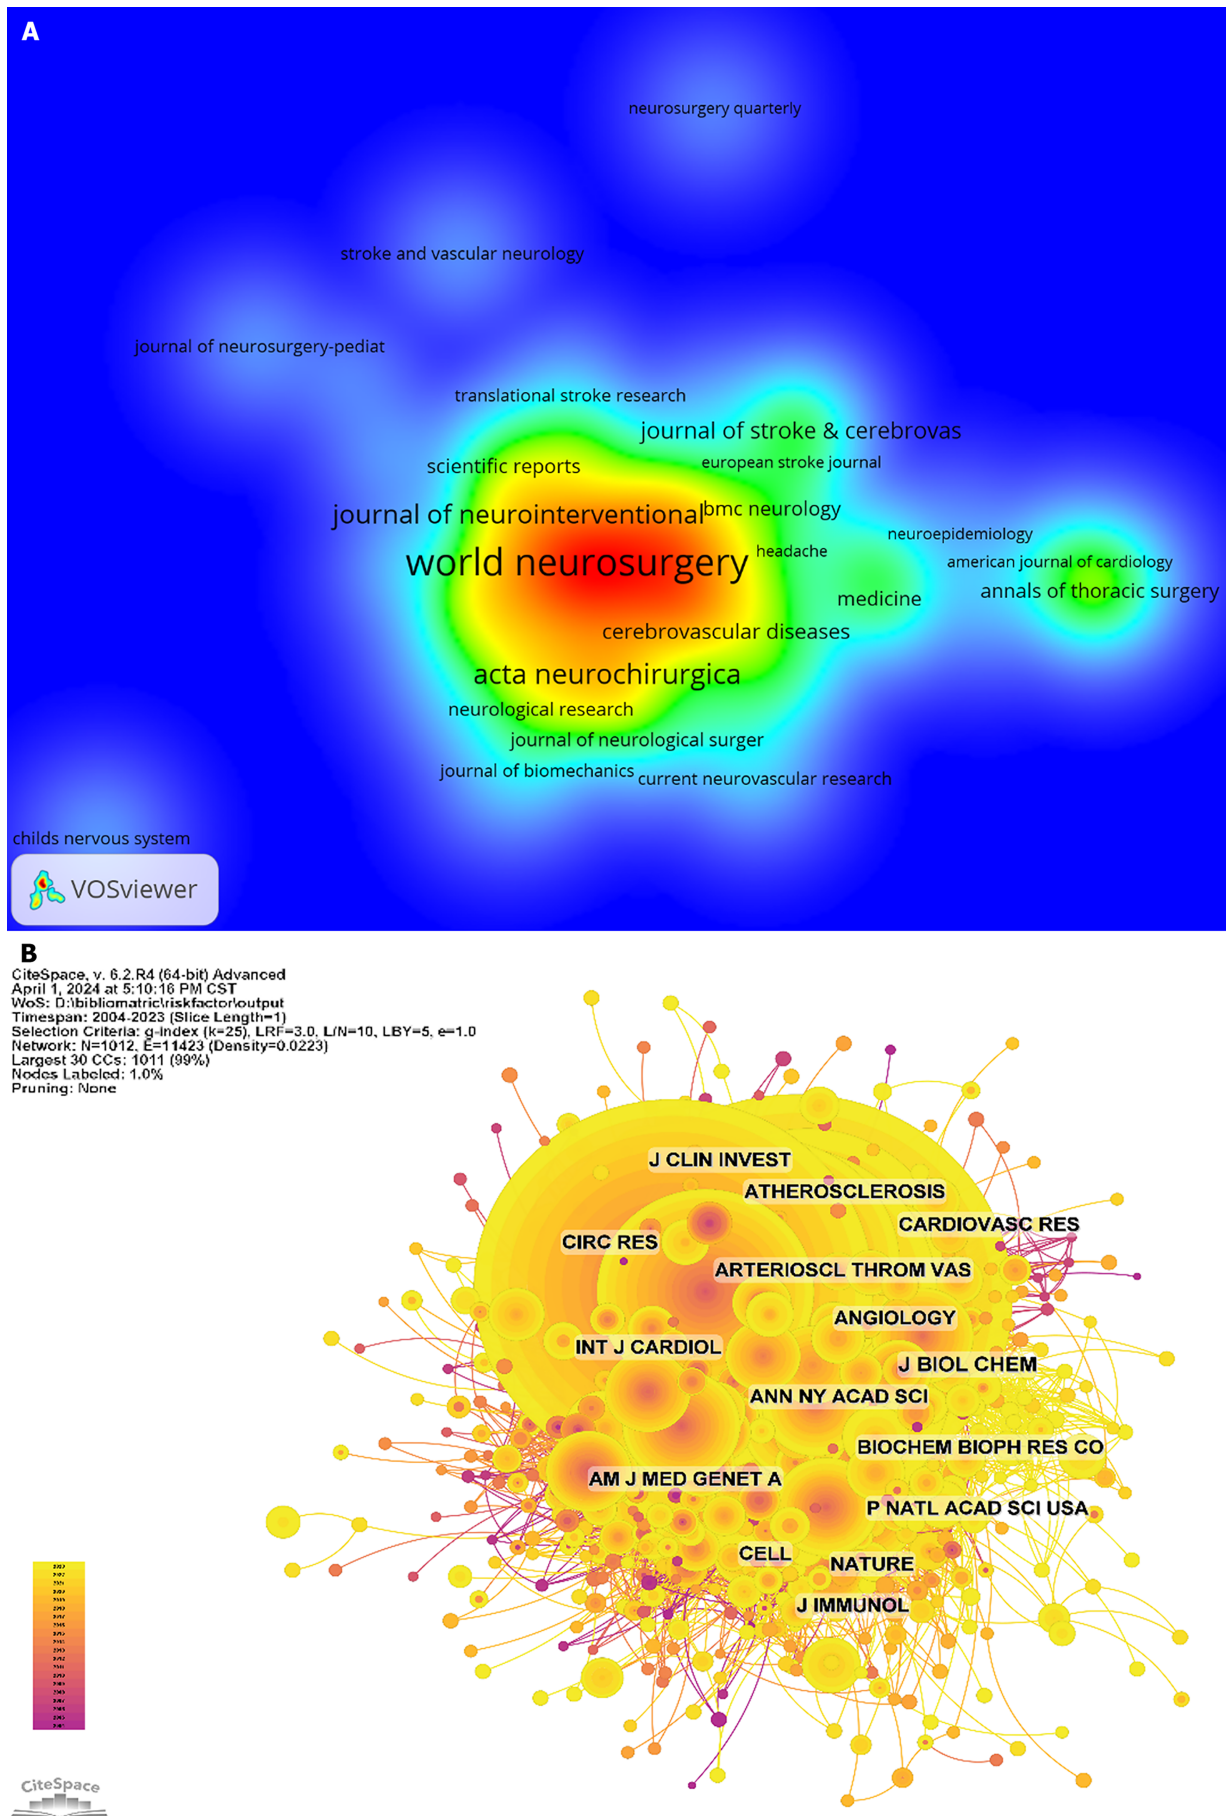 A
neurosurgery quarterly
stroke and vascular neurology
journal of neurosurgery-pediat
translational stroke research
journal of stroke & cerebrovas
european stroke journal
scientific reports
journal of neurointerventional
bmc neurology
neuroepidemiology
headache
world neurosurgery
american journal of cardiology
annals of thoracic surgery
medicine
cerebrovascular diseases
acta neurochirurgica
neurological research
journal of neurological surger
journal of biomechanics
current neurovascular research
childs nervous system
VOSviewer
B
CiteSpace, v. 6.2.R4 (64-bit) Advanced
April 1, 2024 at 5:10:16 PM CST
WoS: D:\bibliomatric\riskfactor\output
Timespan: 2004-2023 (Slice Length=1)
Selection Criteria: g-index (k=25), LRF=3.0, L/N=10, LBY=5, e=1.0
Network: N=1012, E=11423 (Density=0.0223)
Largest 30 CCs: 1011 (99%)
Nodes Labeled: 1.0%
Pruning: None
J CLIN INVEST
ATHEROSCLEROSIS
CARDIOVASC RES
CIRC RES
ARTERIOSCL THROM VAS
ANGIOLOGY
INT J CARDIOL
J BIOL CHEM
ANN NY ACAD SCI
BIOCHEM BIOPH RES CO
AM J MED GENET A
P NATL ACAD SCI USA
CELL
NATURE
J IMMUNOL
CiteSpace